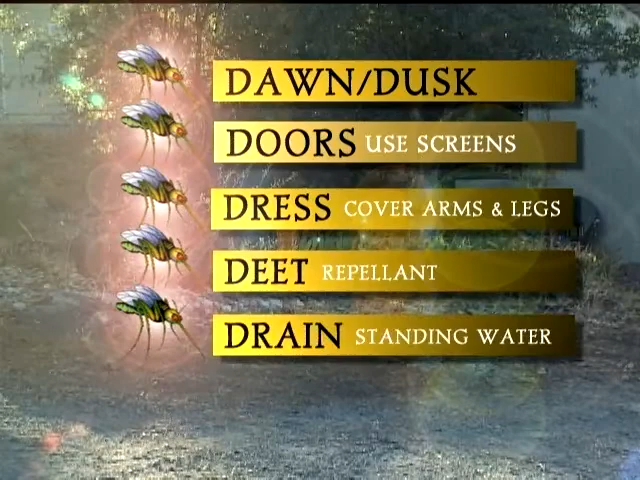 DAWN/DUSK
DOORS USE SCREENS
DRESS COVER ARMS & LEGS
DEET REPELLANT
DRAIN STANDING WATER